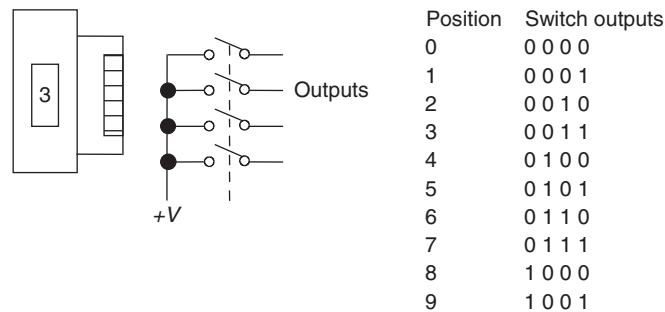 3
Outputs
+V
Position Switch outputs
0 0 0 0 0
1 0 0 0 1
2 0 0 1 0
3 0 0 1 1
4 0 1 0 0
5 0 1 0 1
6 0 1 1 0
7 0 1 1 1
8 1 0 0 0
9 1 0 0 1